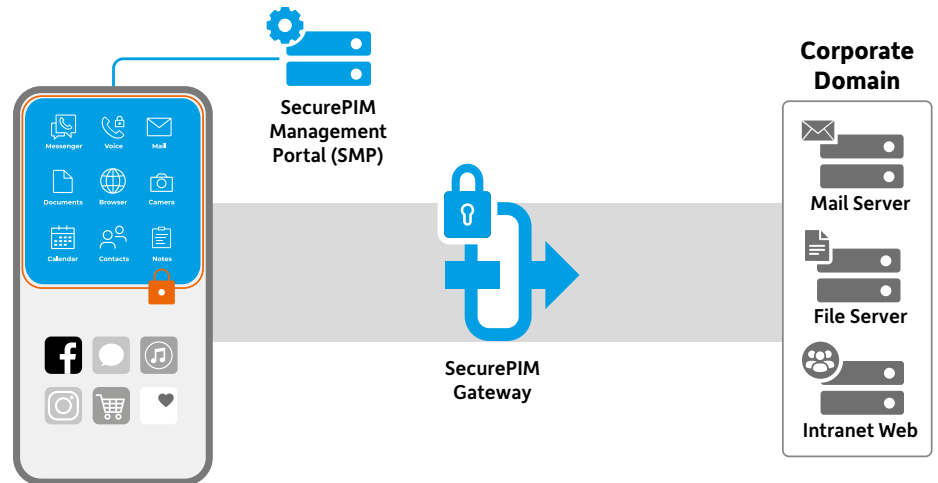 SecurePIM
Management
Portal (SMP)
Corporate
Domain
Messenger
Voice
Mail
Documents
Browser
Camera
Calendar
Contacts
Notes
SecurePIM
Gateway
Mail Server
File Server
Intranet Web